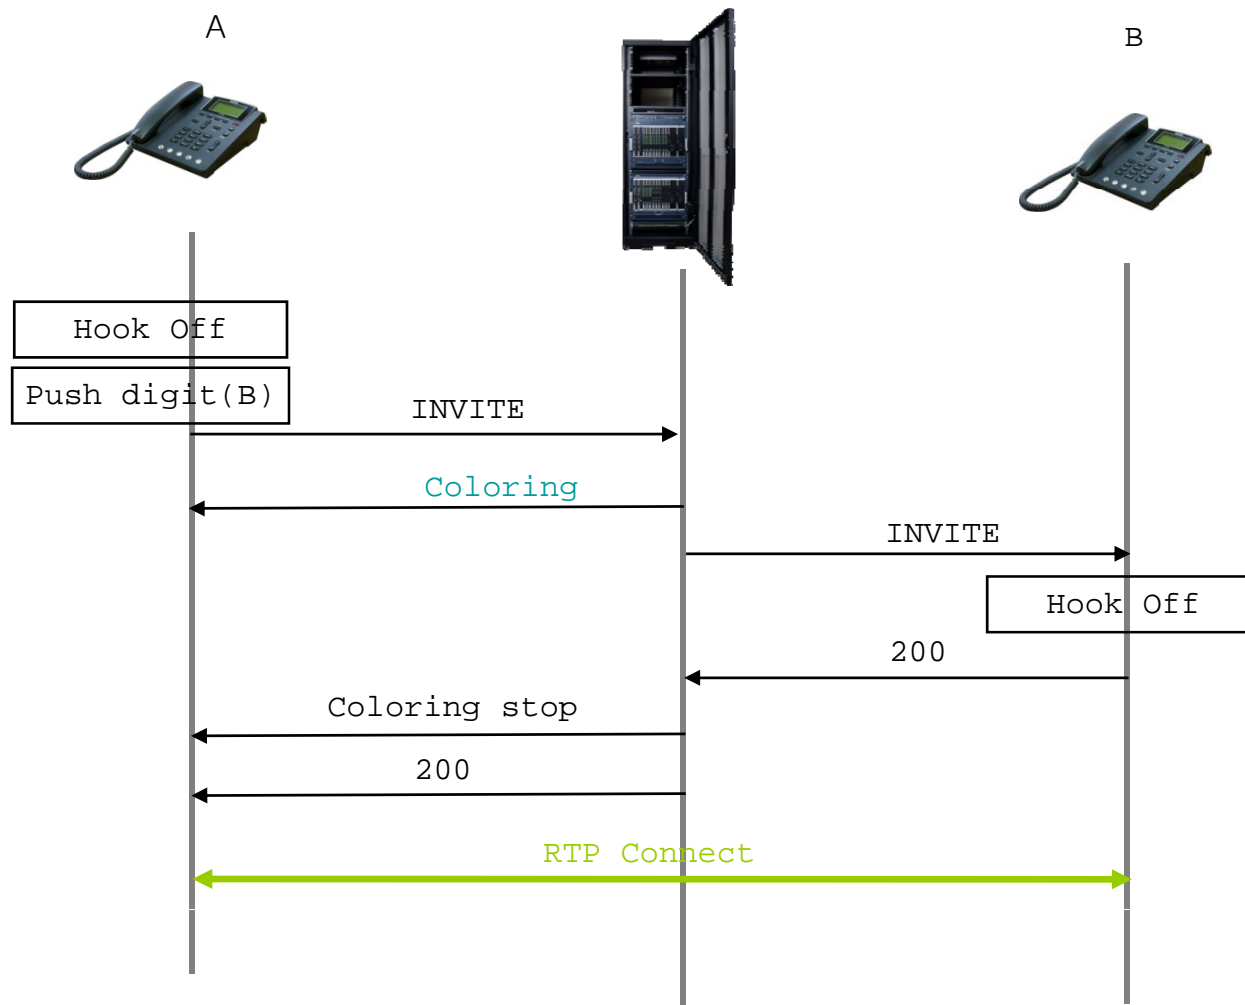 A
B
Hook Off
Push digit(B)
INVITE
Coloring
INVITE
Hook Off
200
Coloring stop
200
RTP Connect